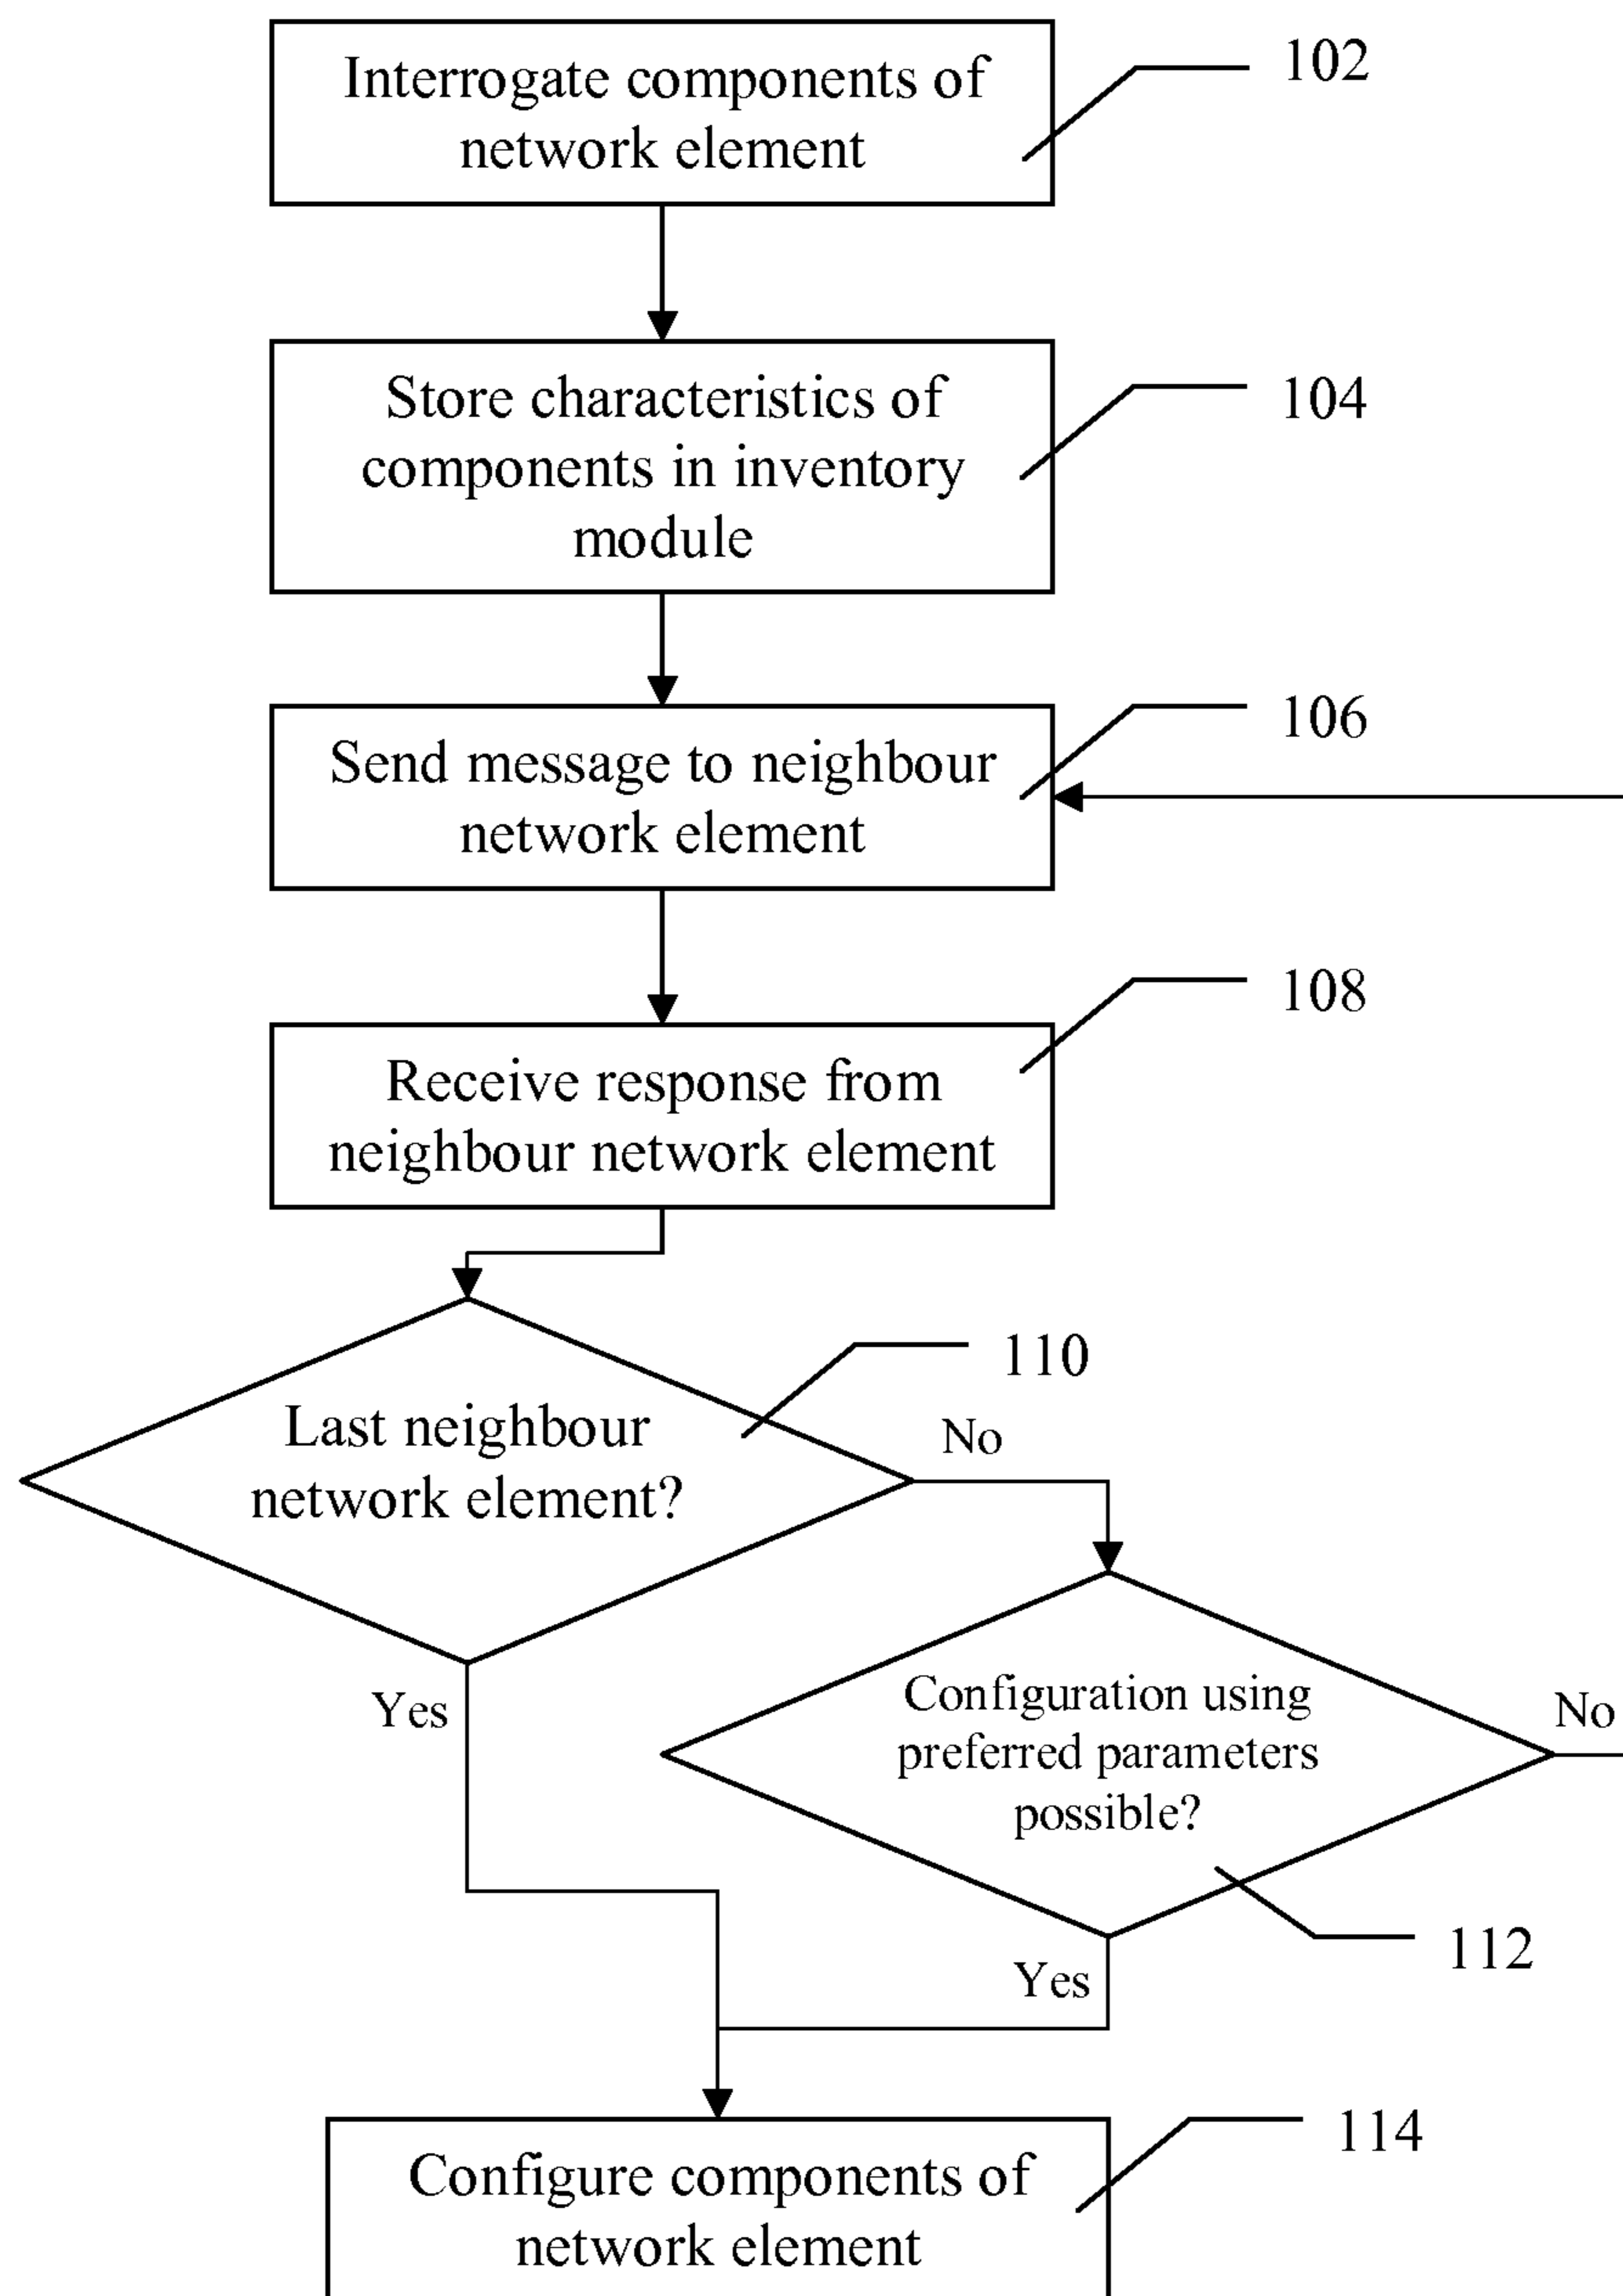 Interrogate components of
network element
102
Store characteristics of
components in inventory
module
104
Send message to neighbour
network element
106
Receive response from
neighbour network element
108
Last neighbour
network element?
110
No
Yes
Configuration using
preferred parameters
possible?
No
112
Yes
Configure components of
network element
114